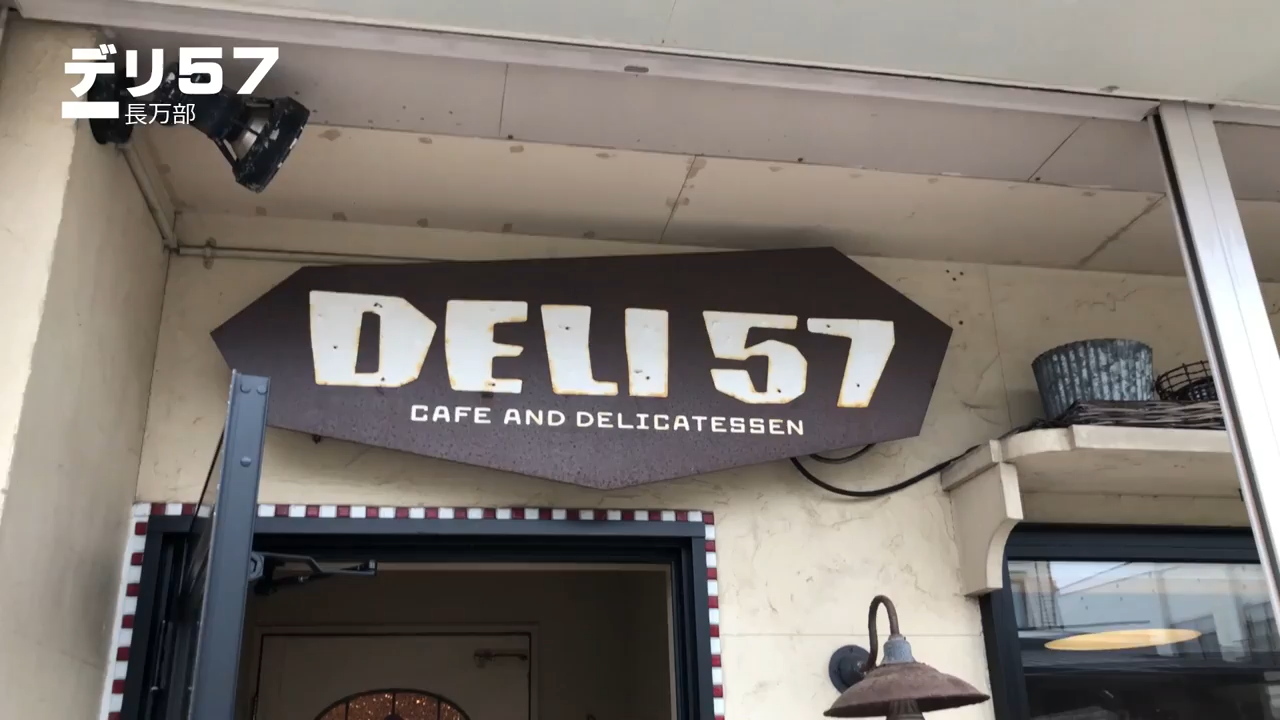 デリ57
長万部
DELI 57
CAFE AND DELICATESSEN